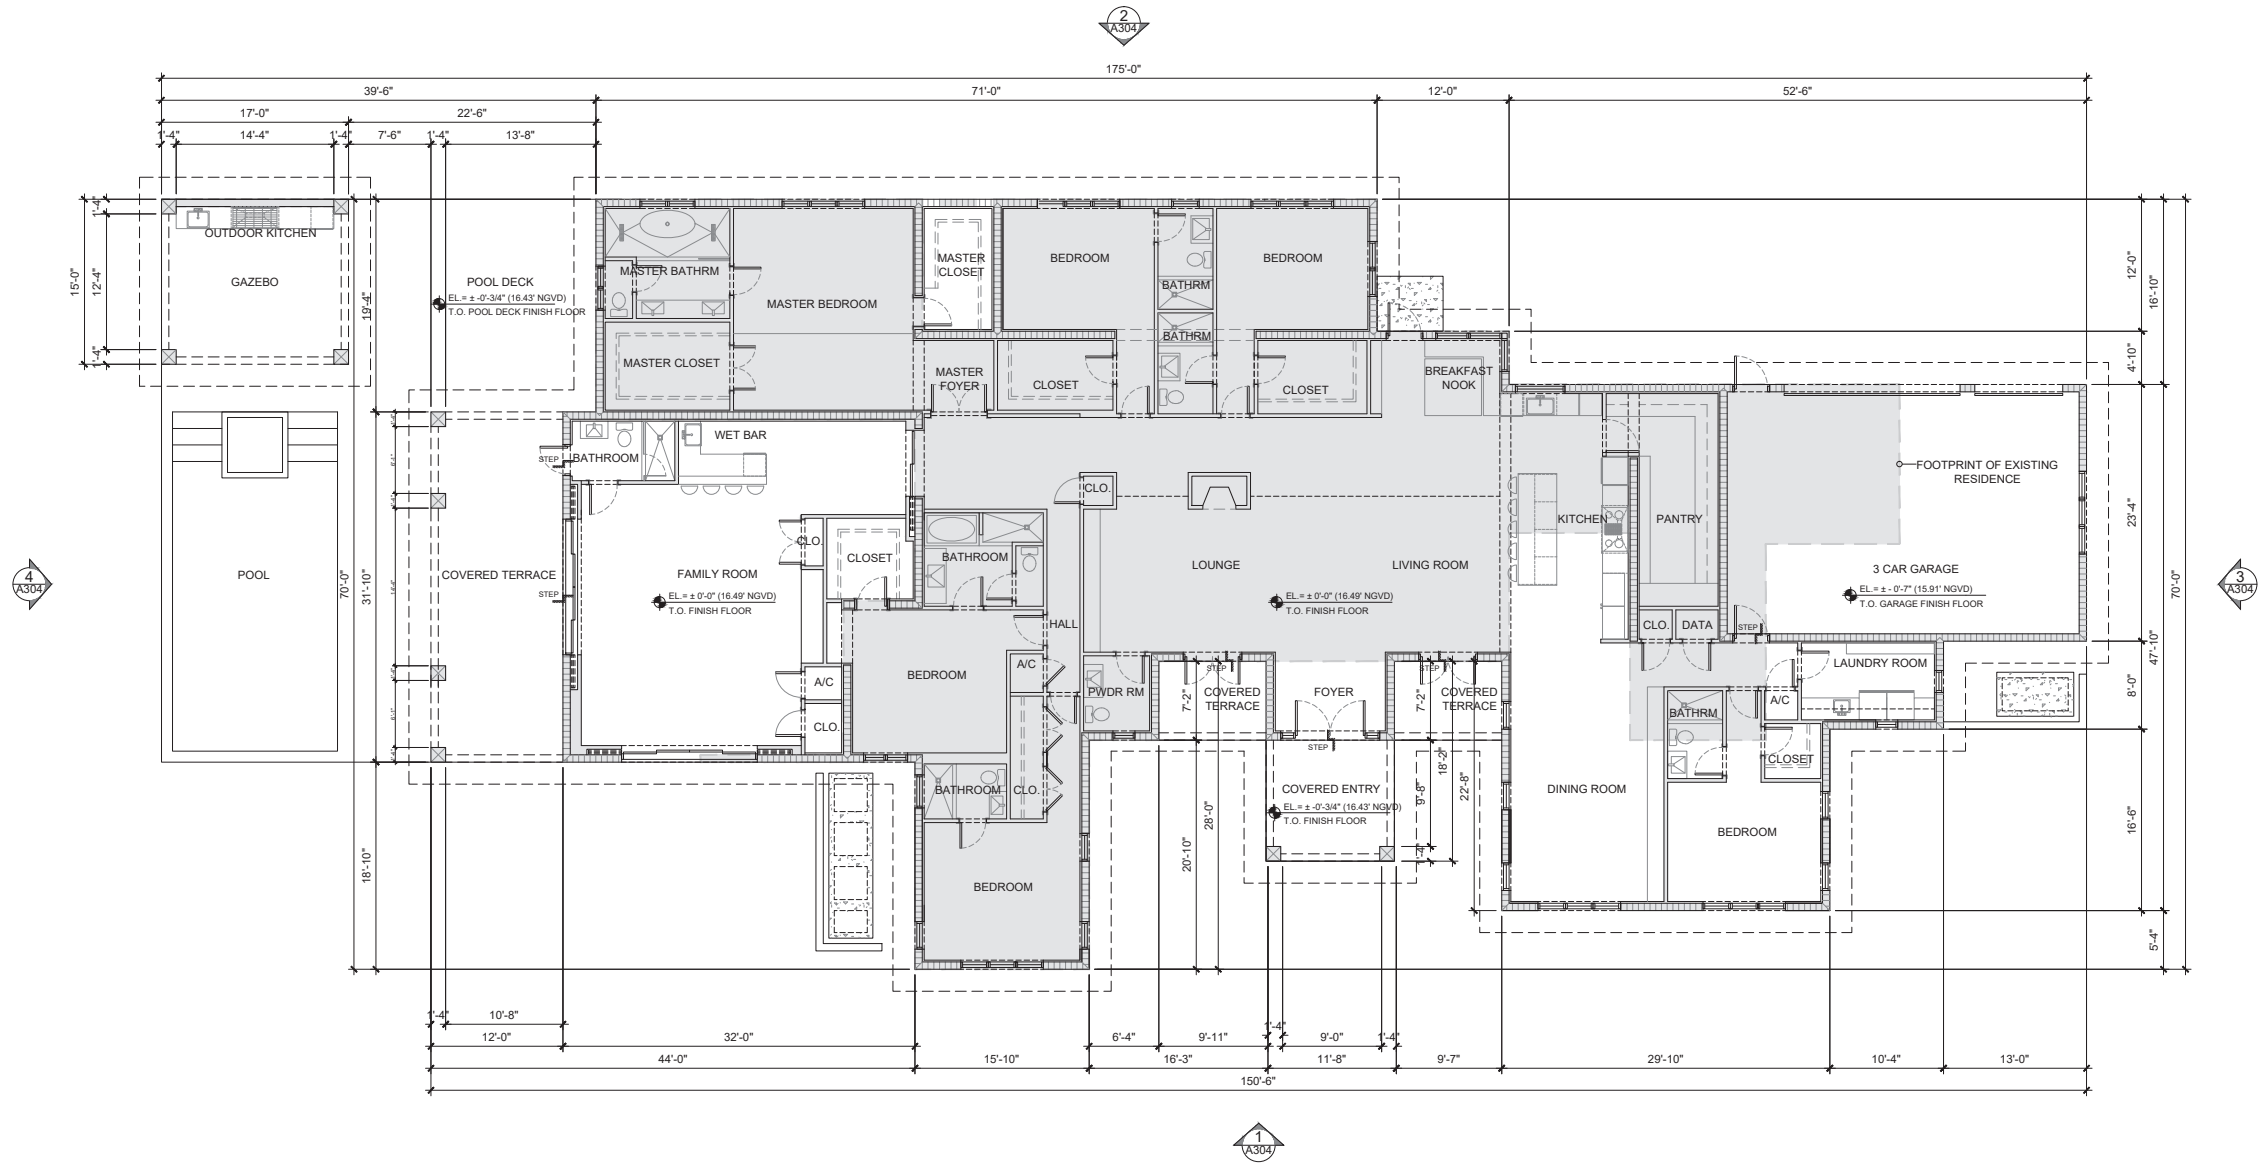 2
A304
175'-0"
39'-6"
71'-0"
12'-0"
52'-6"
17'-0"
22'-6"
1'-4"
14'-4"
1'-4"
7'-6"
1'-4"
13'-8"
1'-4"
15'-0"
12'-4"
1'-4"
19'-4"
12'-0"
16'-10"
4'-10"
OUTDOOR KITCHEN
GAZEBO
POOL DECK
EL.= ± -0'-3/4" (16.43' NGVD)
T.O. POOL DECK FINISH FLOOR
MASTER BATHRM
MASTER BEDROOM
MASTER
CLOSET
BEDROOM
BATHRM
BEDROOM
BATHRM
MASTER CLOSET
MASTER
FOYER
CLOSET
CLOSET
BREAKFAST
NOOK
WET BAR
STEP
BATHROOM
CLO.
FOOTPRINT OF EXISTING
RESIDENCE
KITCHEN
PANTRY
23'-4"
4
A304
POOL
70'-0"
31'-10"
COVERED TERRACE
STEP
FAMILY ROOM
EL.= ± 0'-0" (16.49' NGVD)
T.O. FINISH FLOOR
CLO.
CLOSET
BATHROOM
LOUNGE
LIVING ROOM
EL.= ± 0'-0" (16.49' NGVD)
T.O. FINISH FLOOR
3 CAR GARAGE
EL.= ± - 0'-7" (15.91' NGVD)
T.O. GARAGE FINISH FLOOR
70'-0"
3
A304
HALL
CLO.
DATA
STEP
47'-10"
BEDROOM
A/C
A/C
CLO.
PWDR RM
STEP
7'-2"
COVERED
TERRACE
FOYER
STEP
7'-2"
STEP
COVERED
TERRACE
LAUNDRY ROOM
A/C
8'-0"
BATHRM
CLOSET
18'-2"
22'-8"
BATHROOM
CLO.
COVERED ENTRY
EL.= ± -0'-3/4" (16.43' NGVD)
T.O. FINISH FLOOR
9'-8"
1'-4"
DINING ROOM
BEDROOM
16'-6"
18'-10"
28'-0"
20'-10"
BEDROOM
5'-4"
1'-4"
10'-8"
12'-0"
32'-0"
6'-4"
9'-11"
1'-4"
9'-0"
1'-4"
44'-0"
15'-10"
16'-3"
11'-8"
9'-7"
29'-10"
10'-4"
13'-0"
150'-6"
1
A304